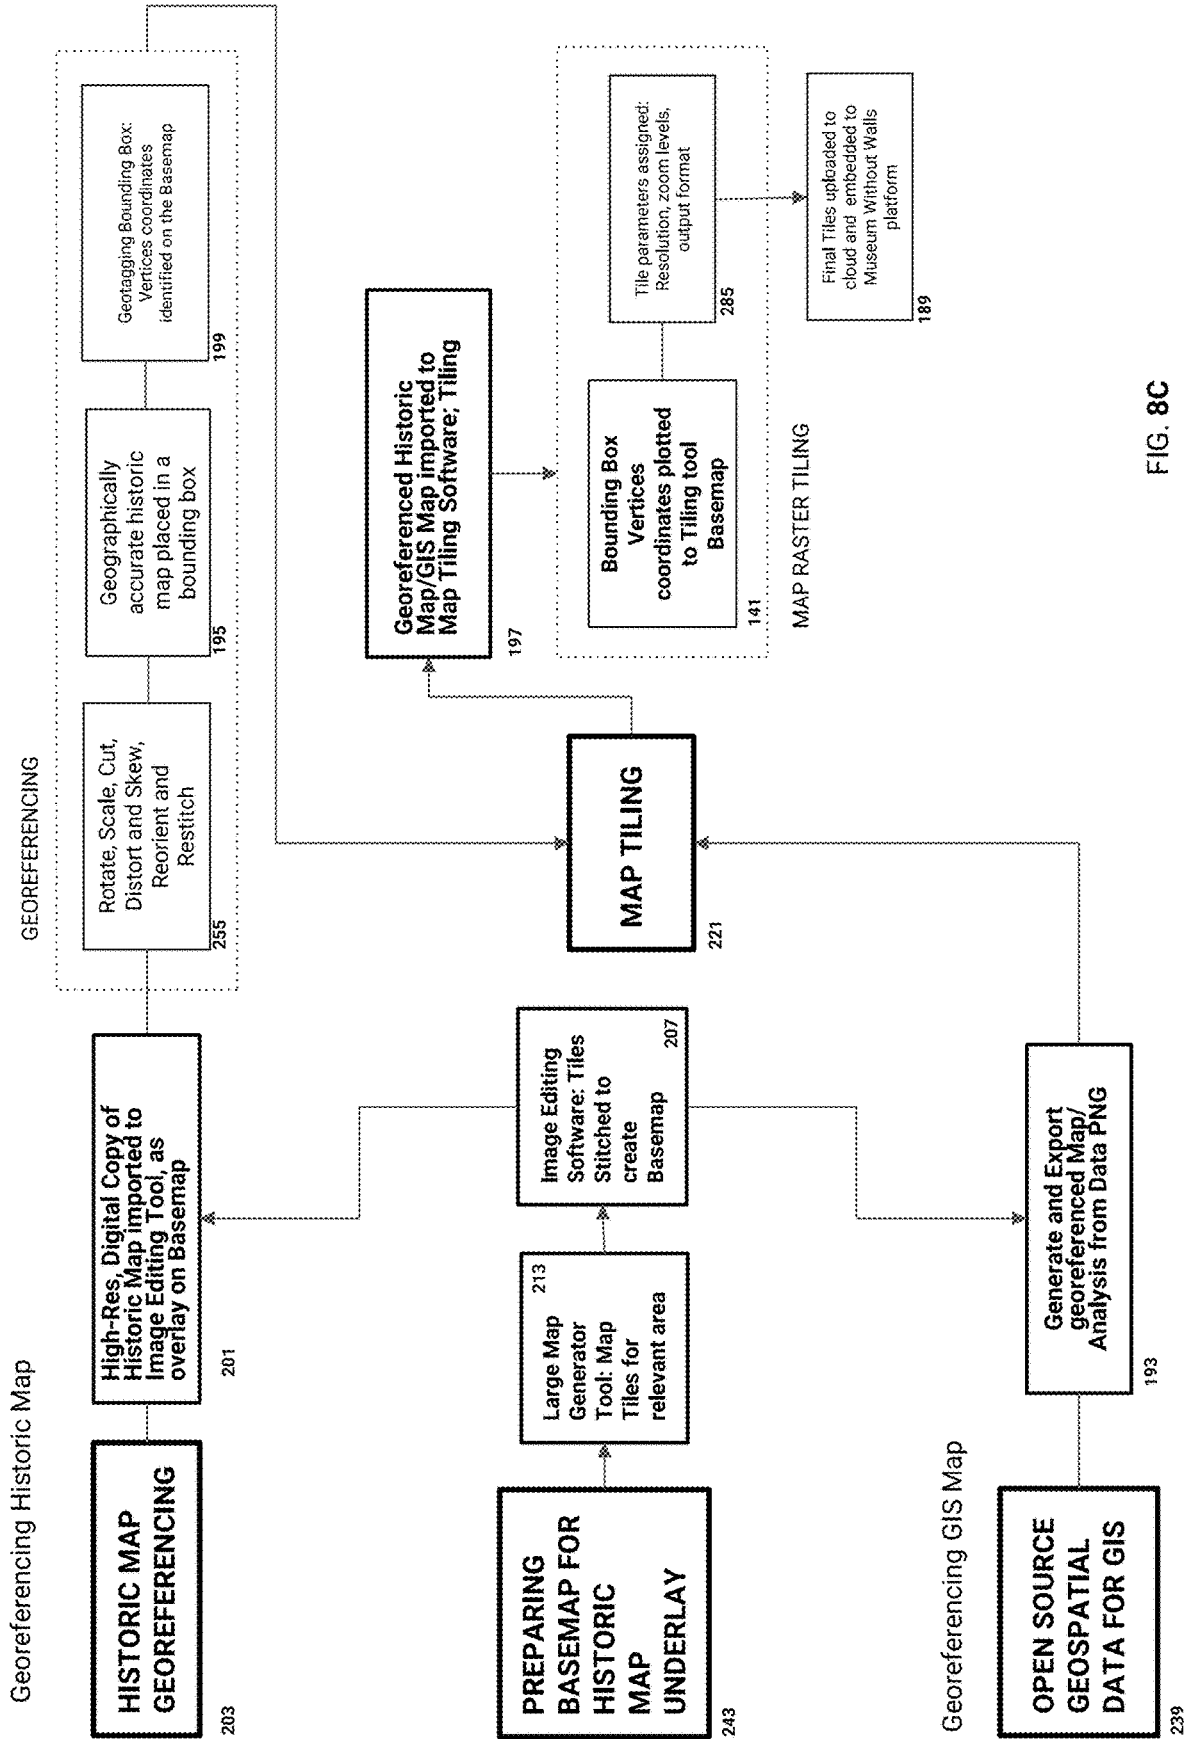 Georeferencing Historic Map
HISTORIC MAP
GEOREFERENCING
203
High-Res, Digital Copy of
Historic Map imported to
Image Editing Tool, as
overlay on Basemap
201
GEOREFERENCING
Rotate, Scale, Cut,
Distort and Skew,
Reorient and
Restitch
255
Geographically
accurate historic
map placed in a
bounding box
195
Geotagging Bounding Box:
Vertices coordinates
identified on the Basemap
199
PREPARING
BASEMAP FOR
HISTORIC
MAP
UNDERLAY
243
213
Large Map
Generator
Tool: Map
Tiles for
relevant area
Image Editing
Software: Tiles
Stitched to
create
Basemap
207
MAP TILING
221
Georeferenced Historic
Map/GIS Map imported to
Map Tiling Software; Tiling
197
Bounding Box
Vertices
coordinates plotted
to Tiling tool
Basemap
141
Tile parameters assigned:
Resolution, zoom levels,
output format
285
MAP RASTER TILING
Final Tiles uploaded to
cloud and embedded to
Museum Without Walls
platform
189
Georeferencing GIS Map
OPEN SOURCE
GEOSPATIAL
DATA FOR GIS
239
Generate and Export
georeferenced Map/
Analysis from Data PNG
193
FIG. 8C